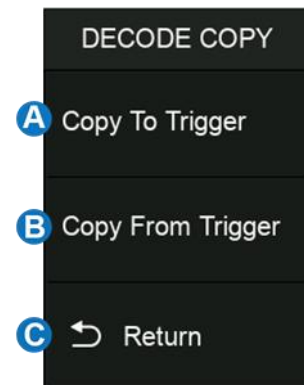 DECODE COPY
A Copy To Trigger
B Copy From Trigger
C Return